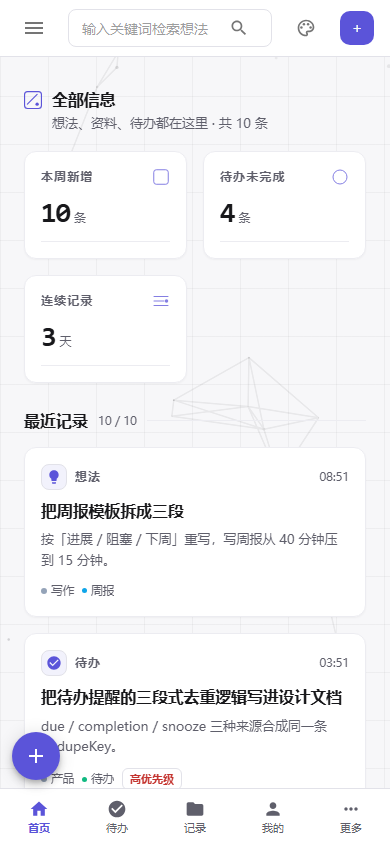 输入关键词检索想法
全部信息
想法、资料、待办都在这里 · 共 10 条
本周新增
10 条
待办未完成
4 条
连续记录
3 天
最近记录 10 / 10
想法 08:51
把周报模板拆成三段
按「进展 / 阻塞 / 下周」重写，写周报从 40 分钟压
到 15 分钟。
写作 周报
待办 03:51
把待办提醒的三段式去重逻辑写进设计文档
due / completion / snooze 三种来源合成同一条
dupeKey。
产品 待办 高优先级
首页 待办 记录 我的 更多